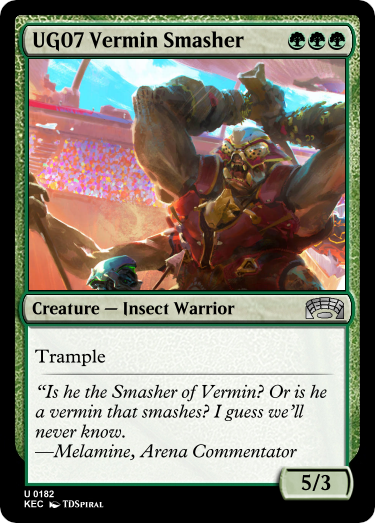 UG07 Vermin Smasher
Creature — Insect Warrior
Trample
“Is he the Smasher of Vermin? Or is he
a vermin that smashes? I guess we’ll
never know.
—Melamine, Arena Commentator
5/3
U 0182
KEC TDSpiral